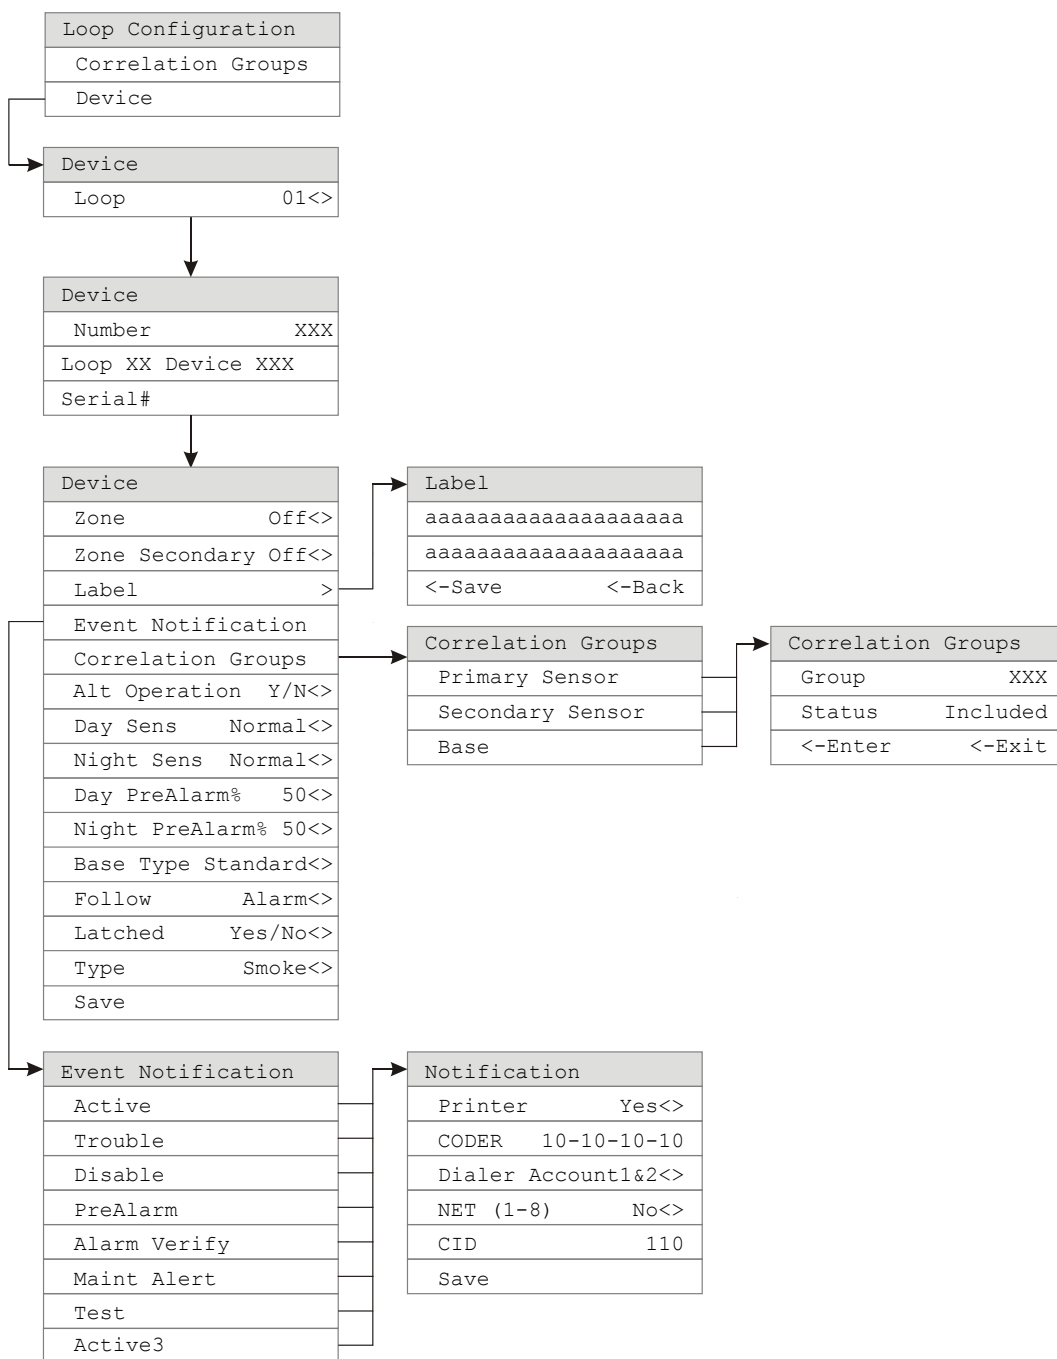 Loop Configuration
Correlation Groups
Device
Device
Loop 01<>
Device
Number XXX
Loop XX Device XXX
Serial#
Device
Zone Off<>
Zone Secondary Off<>
Label >
Event Notification
Correlation Groups
Alt Operation Y/N<>
Day Sens Normal<>
Night Sens Normal<>
Day PreAlarm% 50<>
Night PreAlarm% 50<>
Base Type Standard<>
Follow Alarm<>
Latched Yes/No<>
Type Smoke<>
Save
Label
aaaaaaaaaaaaaaaaaaaa
aaaaaaaaaaaaaaaaaaaa
<-Save <-Back
Correlation Groups
Primary Sensor
Secondary Sensor
Base
Correlation Groups
Group XXX
Status Included
<-Enter <-Exit
Event Notification
Active
Trouble
Disable
PreAlarm
Alarm Verify
Maint Alert
Test
Active3
Notification
Printer Yes<>
CODER 10-10-10-10
Dialer Account1&2<>
NET (1-8) No<>
CID 110
Save